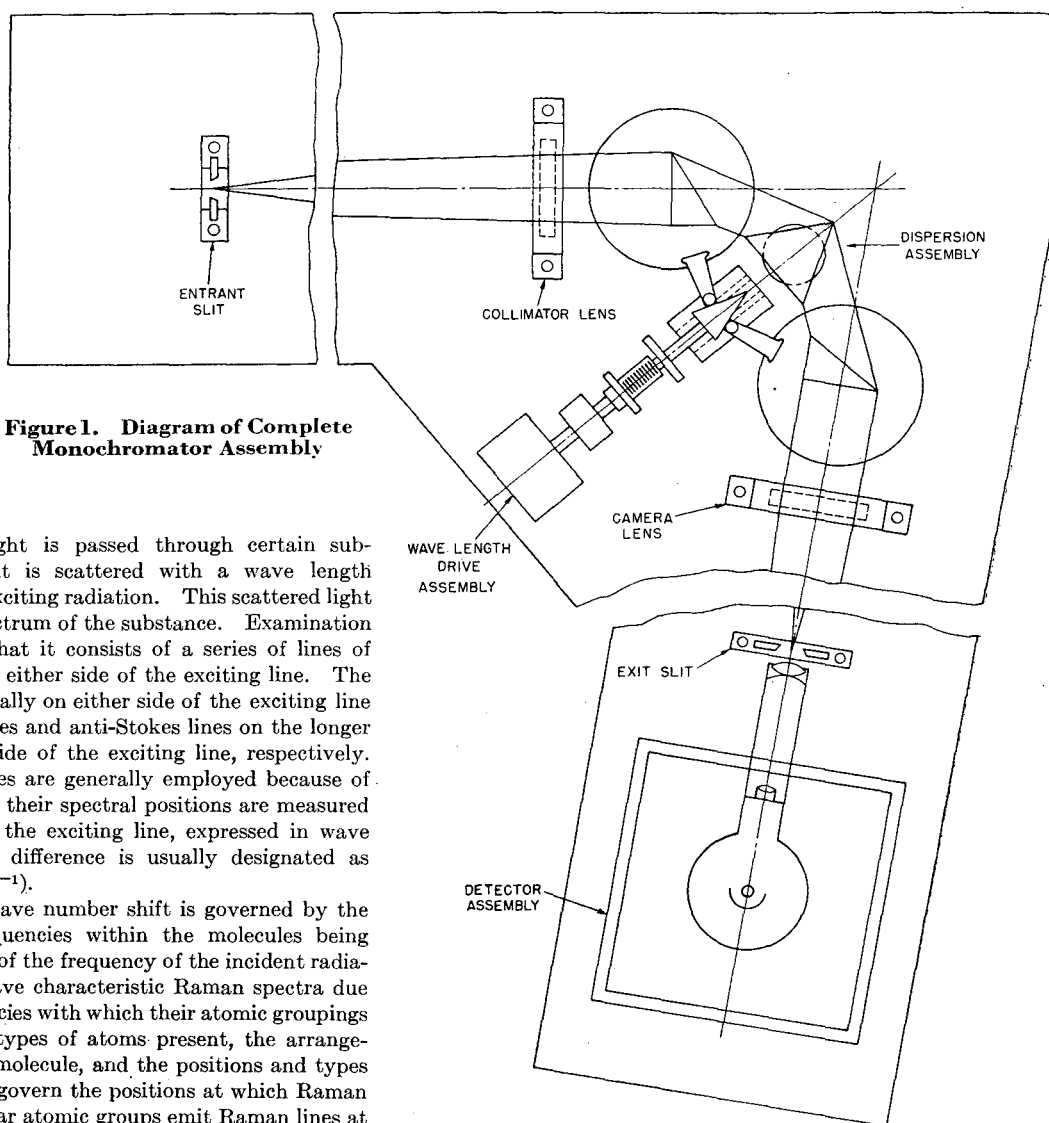 ENTRANT
SLIT
COLLIMATOR LENS
DISPERSION
ASSEMBLY
Figure 1. Diagram of Complete
Monochromator Assembly
WAVE LENGTH
DRIVE
ASSEMBLY
CAMERA
LENS
EXIT SLIT
DETECTOR
ASSEMBLY
ght is passed through certain sub-
t is scattered with a wave length
xciting radiation. This scattered light
ectrum of the substance. Examination
hat it consists of a series of lines of
either side of the exciting line. The
ally on either side of the exciting line
es and anti-Stokes lines on the longer
ide of the exciting line, respectively.
es are generally employed because of
their spectral positions are measured
the exciting line, expressed in wave
difference is usually designated as
⁻¹).
ave number shift is governed by the
quencies within the molecules being
of the frequency of the incident radia-
ve characteristic Raman spectra due
cies with which their atomic groupings
types of atoms present, the arrange-
molecule, and the positions and types
govern the positions at which Raman
ar atomic groups emit Raman lines at